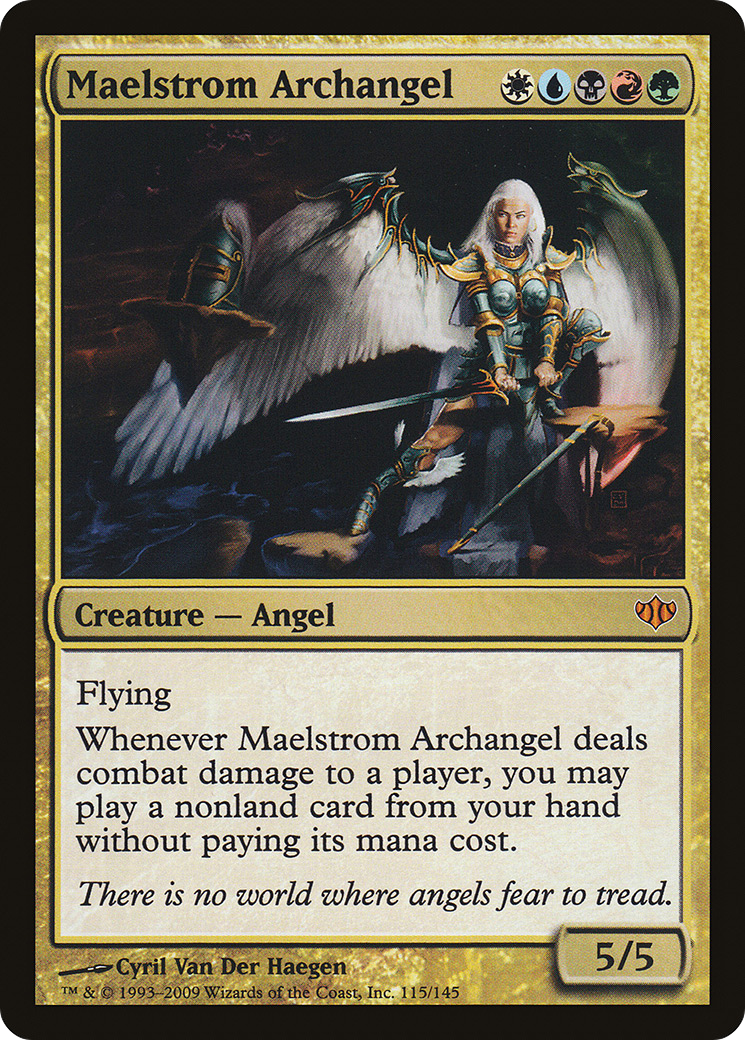 Maelstrom Archangel
Creature — Angel
Flying
Whenever Maelstrom Archangel deals
combat damage to a player, you may
play a nonland card from your hand
without paying its mana cost.
There is no world where angels fear to tread.
5/5
Cyril Van Der Haegen
™ & © 1993–2009 Wizards of the Coast, Inc. 115/145